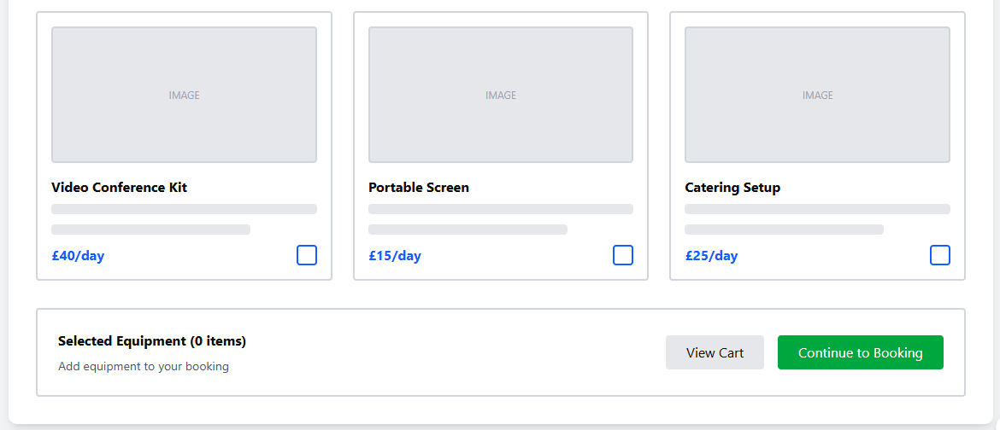 IMAGE
IMAGE
IMAGE
Video Conference Kit
Portable Screen
Catering Setup
£40/day
£15/day
£25/day
Selected Equipment (0 items)
Add equipment to your booking
View Cart
Continue to Booking